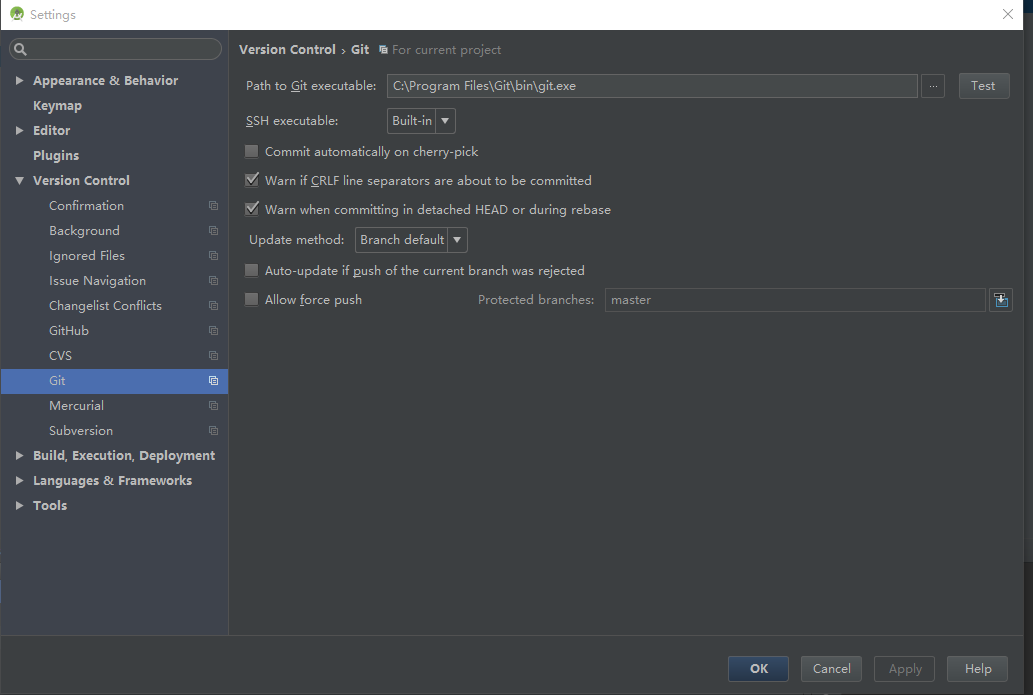 Settings
Appearance & Behavior
Keymap
Editor
Plugins
Version Control
Confirmation
Background
Ignored Files
Issue Navigation
Changelist Conflicts
GitHub
CVS
Git
Mercurial
Subversion
Build, Execution, Deployment
Languages & Frameworks
Tools
Version Control › Git For current project
Path to Git executable: C:\Program Files\Git\bin\git.exe ... Test
SSH executable: Built-in
Commit automatically on cherry-pick
Warn if CRLF line separators are about to be committed
Warn when committing in detached HEAD or during rebase
Update method: Branch default
Auto-update if push of the current branch was rejected
Allow force push Protected branches: master
OK Cancel Apply Help